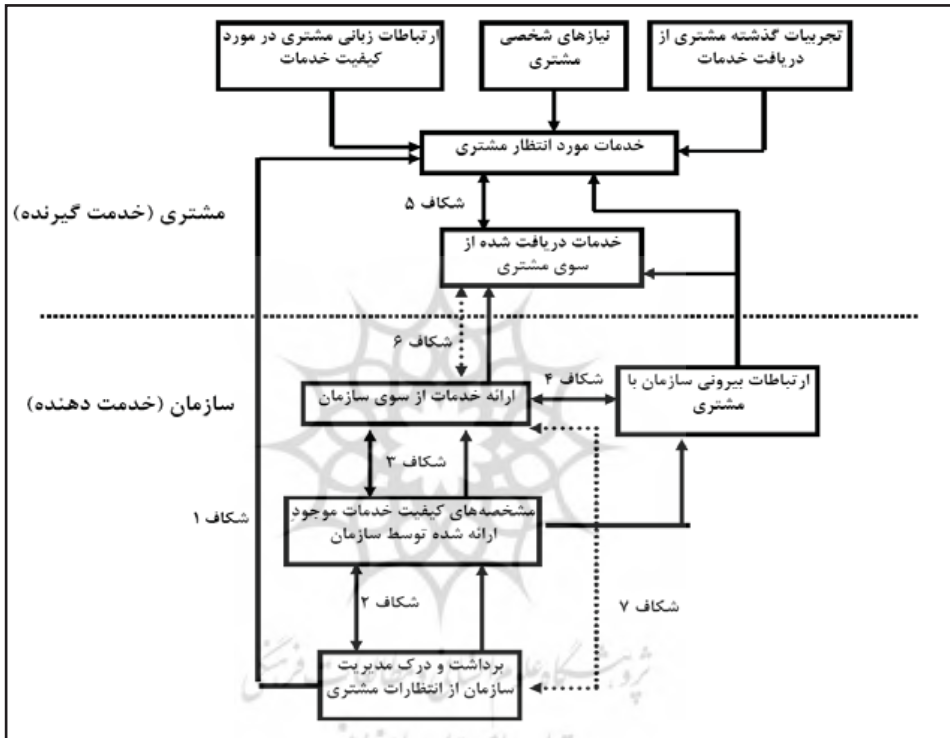 تجربیات گذشته مشتری از
دریافت خدمات
نیازهای شخصی
مشتری
ارتباطات زبانی مشتری در مورد
کیفیت خدمات
خدمات مورد انتظار مشتری
شکاف ۵
مشتری (خدمت گیرنده)
خدمات دریافت شده از
سوی مشتری
شکاف ۶
سازمان (خدمت دهنده)
ارتباطات بیرونی سازمان با
مشتری
شکاف ۴
ارائه خدمات از سوی سازمان
شکاف ۳
شکاف ۱
مشخصه‌های کیفیت خدمات موجودِ
ارائه شده توسط سازمان
شکاف ۲
شکاف ۷
برداشت و درک مدیریت
سازمان از انتظارات مشتری